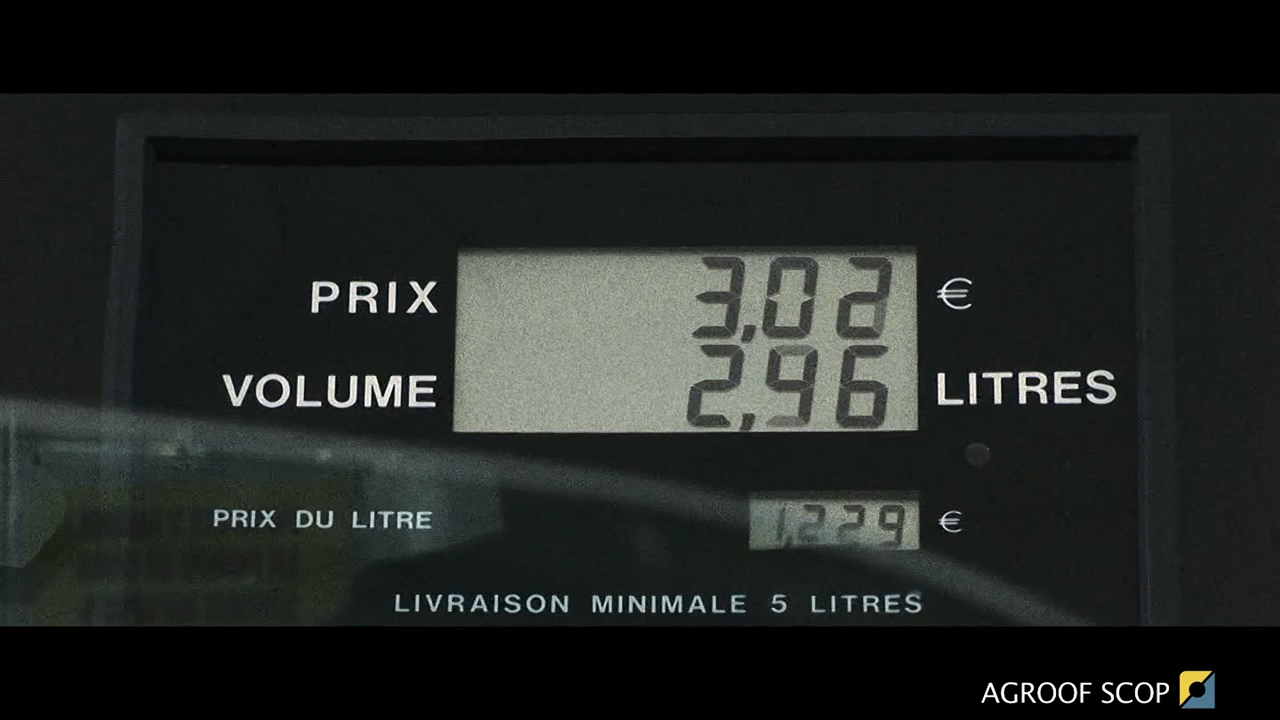 PRIX 3,02 €
VOLUME 2,96 LITRES
PRIX DU LITRE 1,229 €
LIVRAISON MINIMALE 5 LITRES
AGROOF SCOP